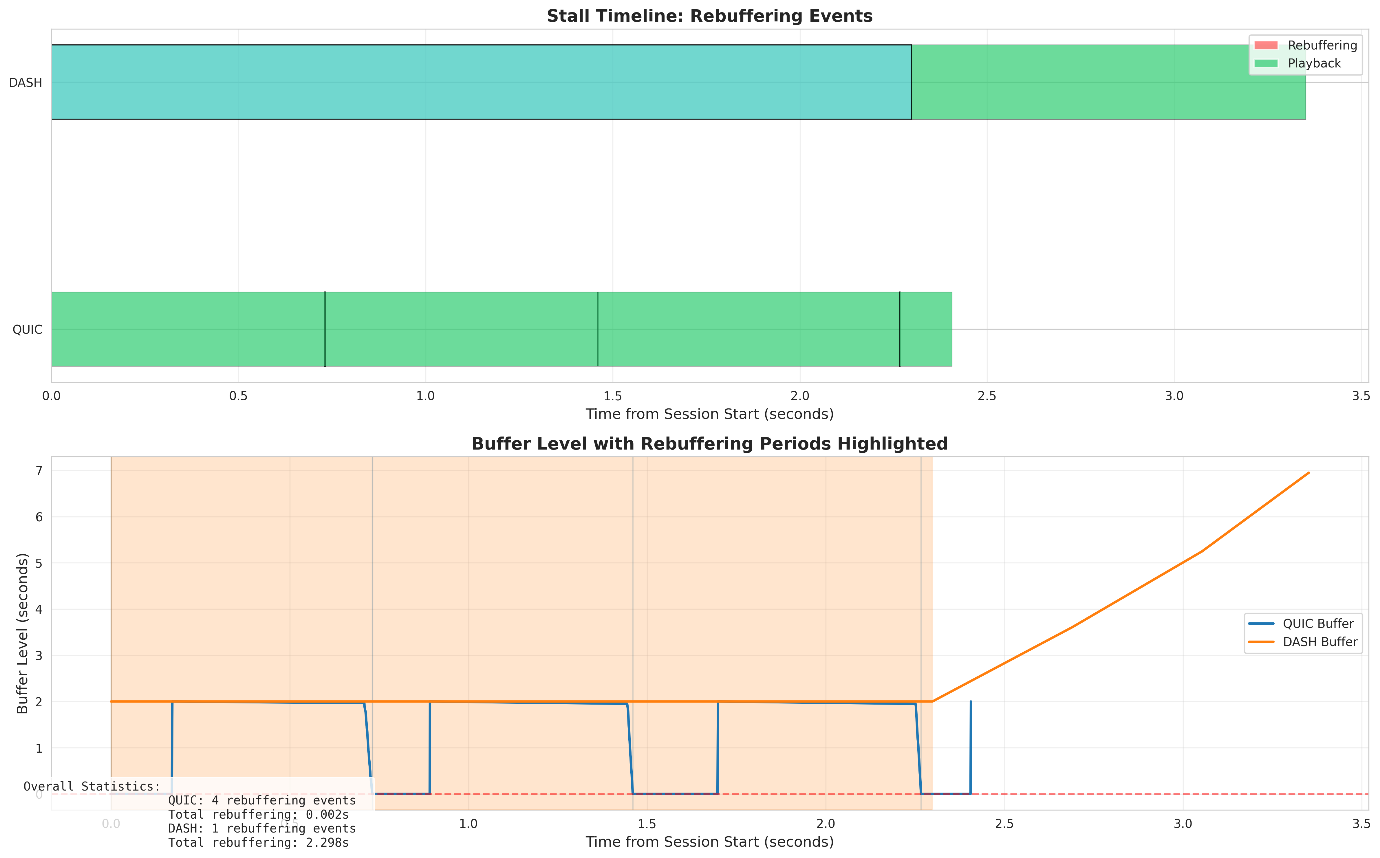 Stall Timeline: Rebuffering Events
Rebuffering
Playback
DASH
QUIC
0.0 0.5 1.0 1.5 2.0 2.5 3.0 3.5
Time from Session Start (seconds)
Buffer Level with Rebuffering Periods Highlighted
Buffer Level (seconds)
7
6
5
4
3
2
1
0
QUIC Buffer
DASH Buffer
Overall Statistics:
QUIC: 4 rebuffering events
Total rebuffering: 0.002s
DASH: 1 rebuffering events
Total rebuffering: 2.298s
0.0 0.5 1.0 1.5 2.0 2.5 3.0 3.5
Time from Session Start (seconds)